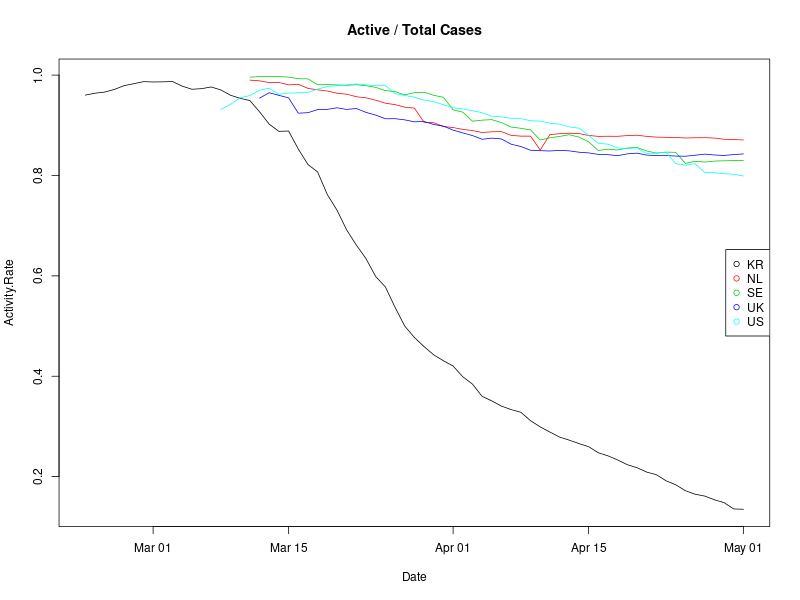 Active / Total Cases
Activity.Rate
1.0
0.8
0.6
0.4
0.2
KR
NL
SE
UK
US
Mar 01
Mar 15
Apr 01
Apr 15
May 01
Date